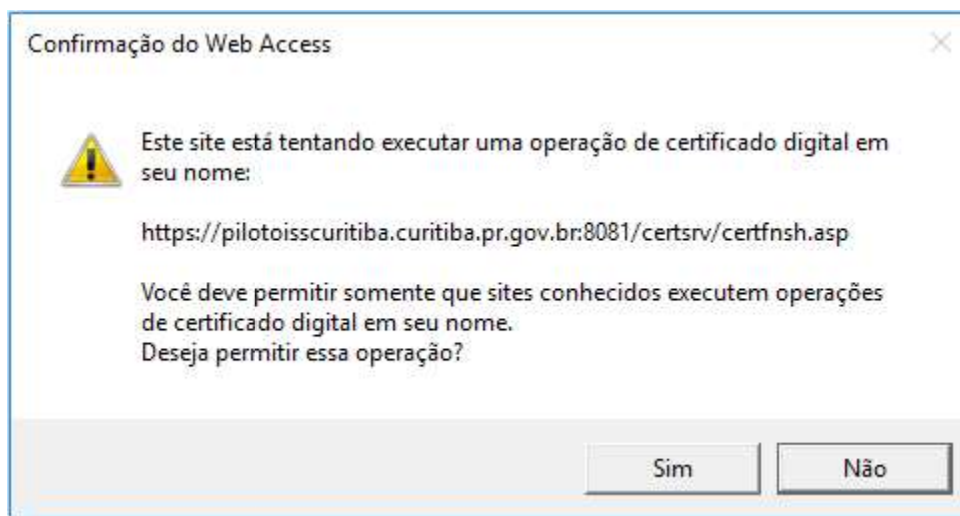 Confirmação do Web Access
Este site está tentando executar uma operação de certificado digital em
seu nome:
https://pilotoisscuritiba.curitiba.pr.gov.br:8081/certsrv/certfnsh.asp
Você deve permitir somente que sites conhecidos executem operações
de certificado digital em seu nome.
Deseja permitir essa operação?
Sim
Não